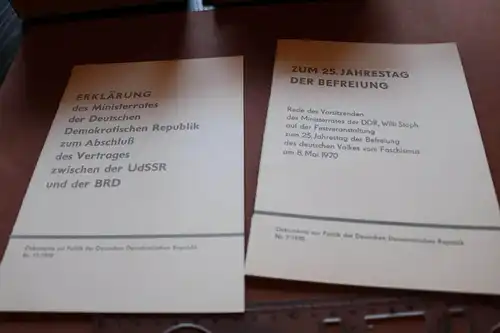 ERKLÄRUNG
des Ministerrates
der Deutschen
Demokratischen Republik
zum Abschluß
des Vertrages
zwischen der UdSSR
und der BRD
Dokumente zur Politik der Deutschen Demokratischen Republik
ZUM 25. JAHRESTAG
DER BEFREIUNG
Rede des Vorsitzenden
des Ministerrates der DDR, Willi Stoph
auf der Festveranstaltung
zum 25. Jahrestag der Befreiung
des deutschen Volkes vom Faschismus
am 8. Mai 1970
Dokumente zur Politik der Deutschen Demokratischen Republik